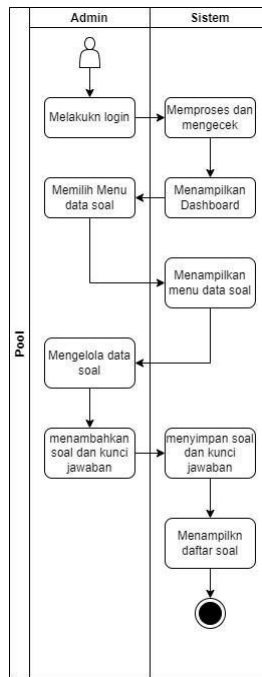 Admin
Sistem
Pool
Melakukn login
Memproses dan
mengecek
Memilih Menu
data soal
Menampilkan
Dashboard
Menampilkan
menu data soal
Mengelola data
soal
menambahkan
soal dan kunci
jawaban
menyimpan soal
dan kunci
jawaban
Menampilkn
daftar soal